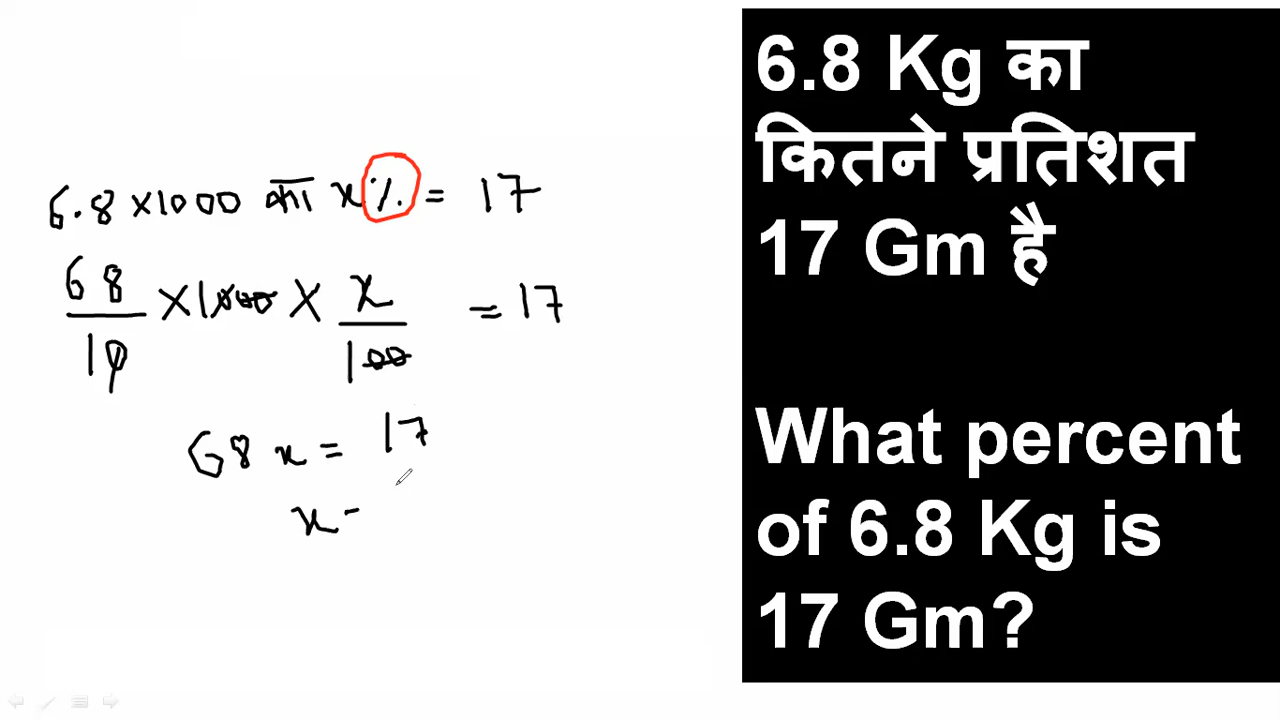 6.8 Kg का
कितने प्रतिशत
17 Gm है
What percent
of 6.8 Kg is
17 Gm?
6.8 × 1000 का x % = 17
68/10 × 1000 × x/100 = 17
68 x = 17
x -